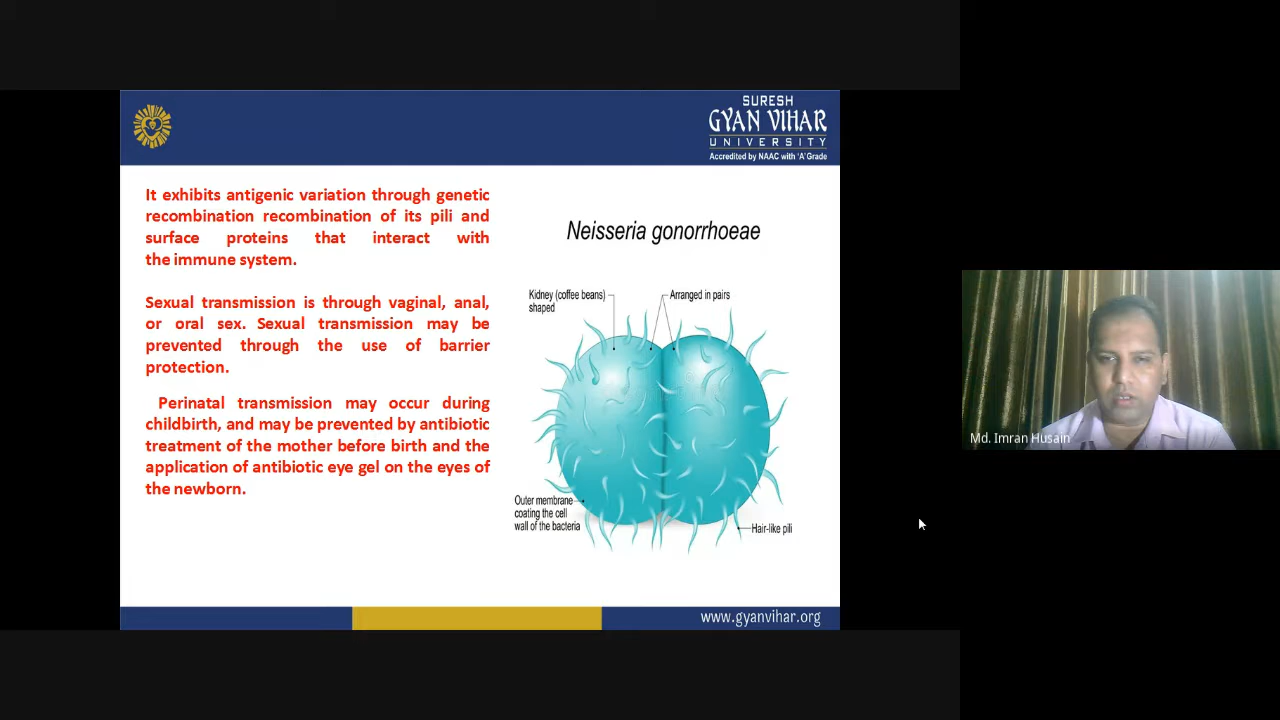 SURESH
GYAN VIHAR
UNIVERSITY
Accredited by NAAC with 'A' Grade
It exhibits antigenic variation through genetic
recombination recombination of its pili and
surface proteins that interact with
the immune system.
Sexual transmission is through vaginal, anal,
or oral sex. Sexual transmission may be
prevented through the use of barrier
protection.
Perinatal transmission may occur during
childbirth, and may be prevented by antibiotic
treatment of the mother before birth and the
application of antibiotic eye gel on the eyes of
the newborn.
Neisseria gonorrhoeae
Kidney (coffee beans)
shaped
Arranged in pairs
Outer membrane
coating the cell
wall of the bacteria
Hair-like pili
www.gyanvihar.org
Md. Imran Husain